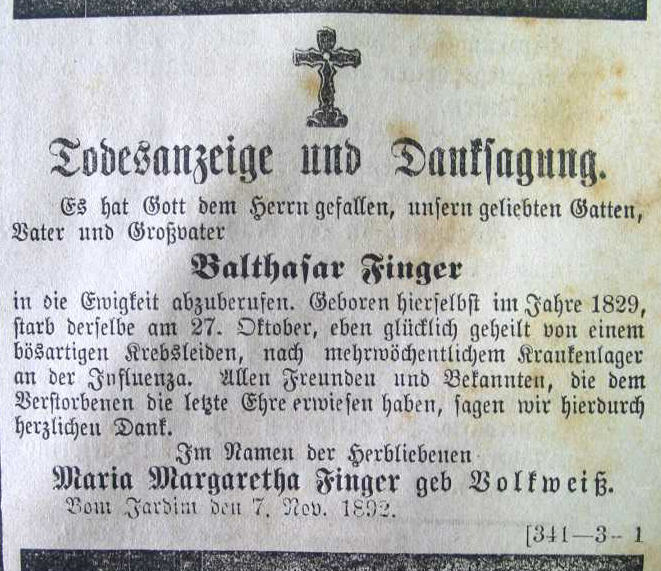 Todesanzeige und Danksagung.
Es hat Gott dem Herrn gefallen, unsern geliebten Gatten,
Vater und Großvater
Balthasar Finger
in die Ewigkeit abzuberufen. Geboren hierselbst im Jahre 1829,
starb derselbe am 27. Oktober, eben glücklich geheilt von einem
bösartigen Krebsleiden, nach mehrwöchentlichem Krankenlager
an der Influenza. Allen Freunden und Bekannten, die dem
Verstorbenen die letzte Ehre erwiesen haben, sagen wir hierdurch
herzlichen Dank.
Im Namen der Herbliebenen
Maria Margaretha Finger geb Volkweiß.
Vom Jardim den 7. Nov. 1892.
[341—3-- 1